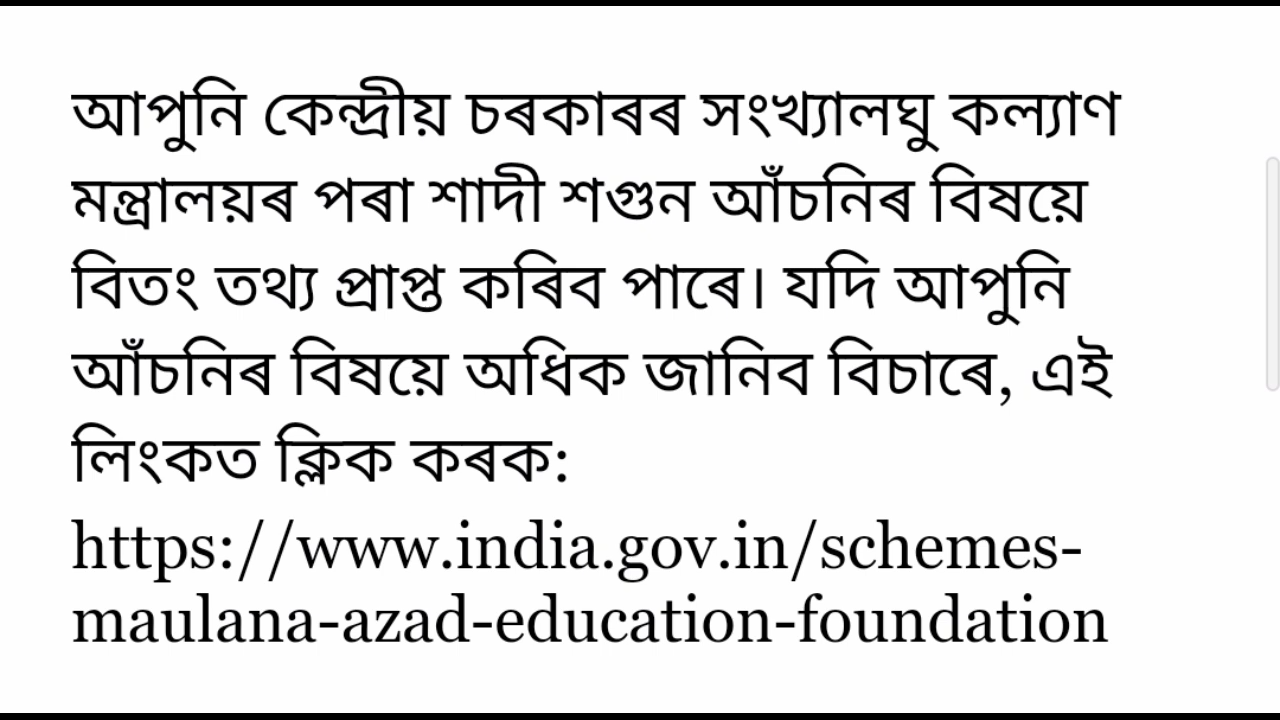 আপুনি কেন্দ্ৰীয় চৰকাৰৰ সংখ্যালঘু কল্যাণ
মন্ত্ৰালয়ৰ পৰা শাদী শগুন আঁচনিৰ বিষয়ে
বিতং তথ্য প্ৰাপ্ত কৰিব পাৰে। যদি আপুনি
আঁচনিৰ বিষয়ে অধিক জানিব বিচাৰে, এই
লিংকত ক্লিক কৰক:
https://www.india.gov.in/schemes-
maulana-azad-education-foundation